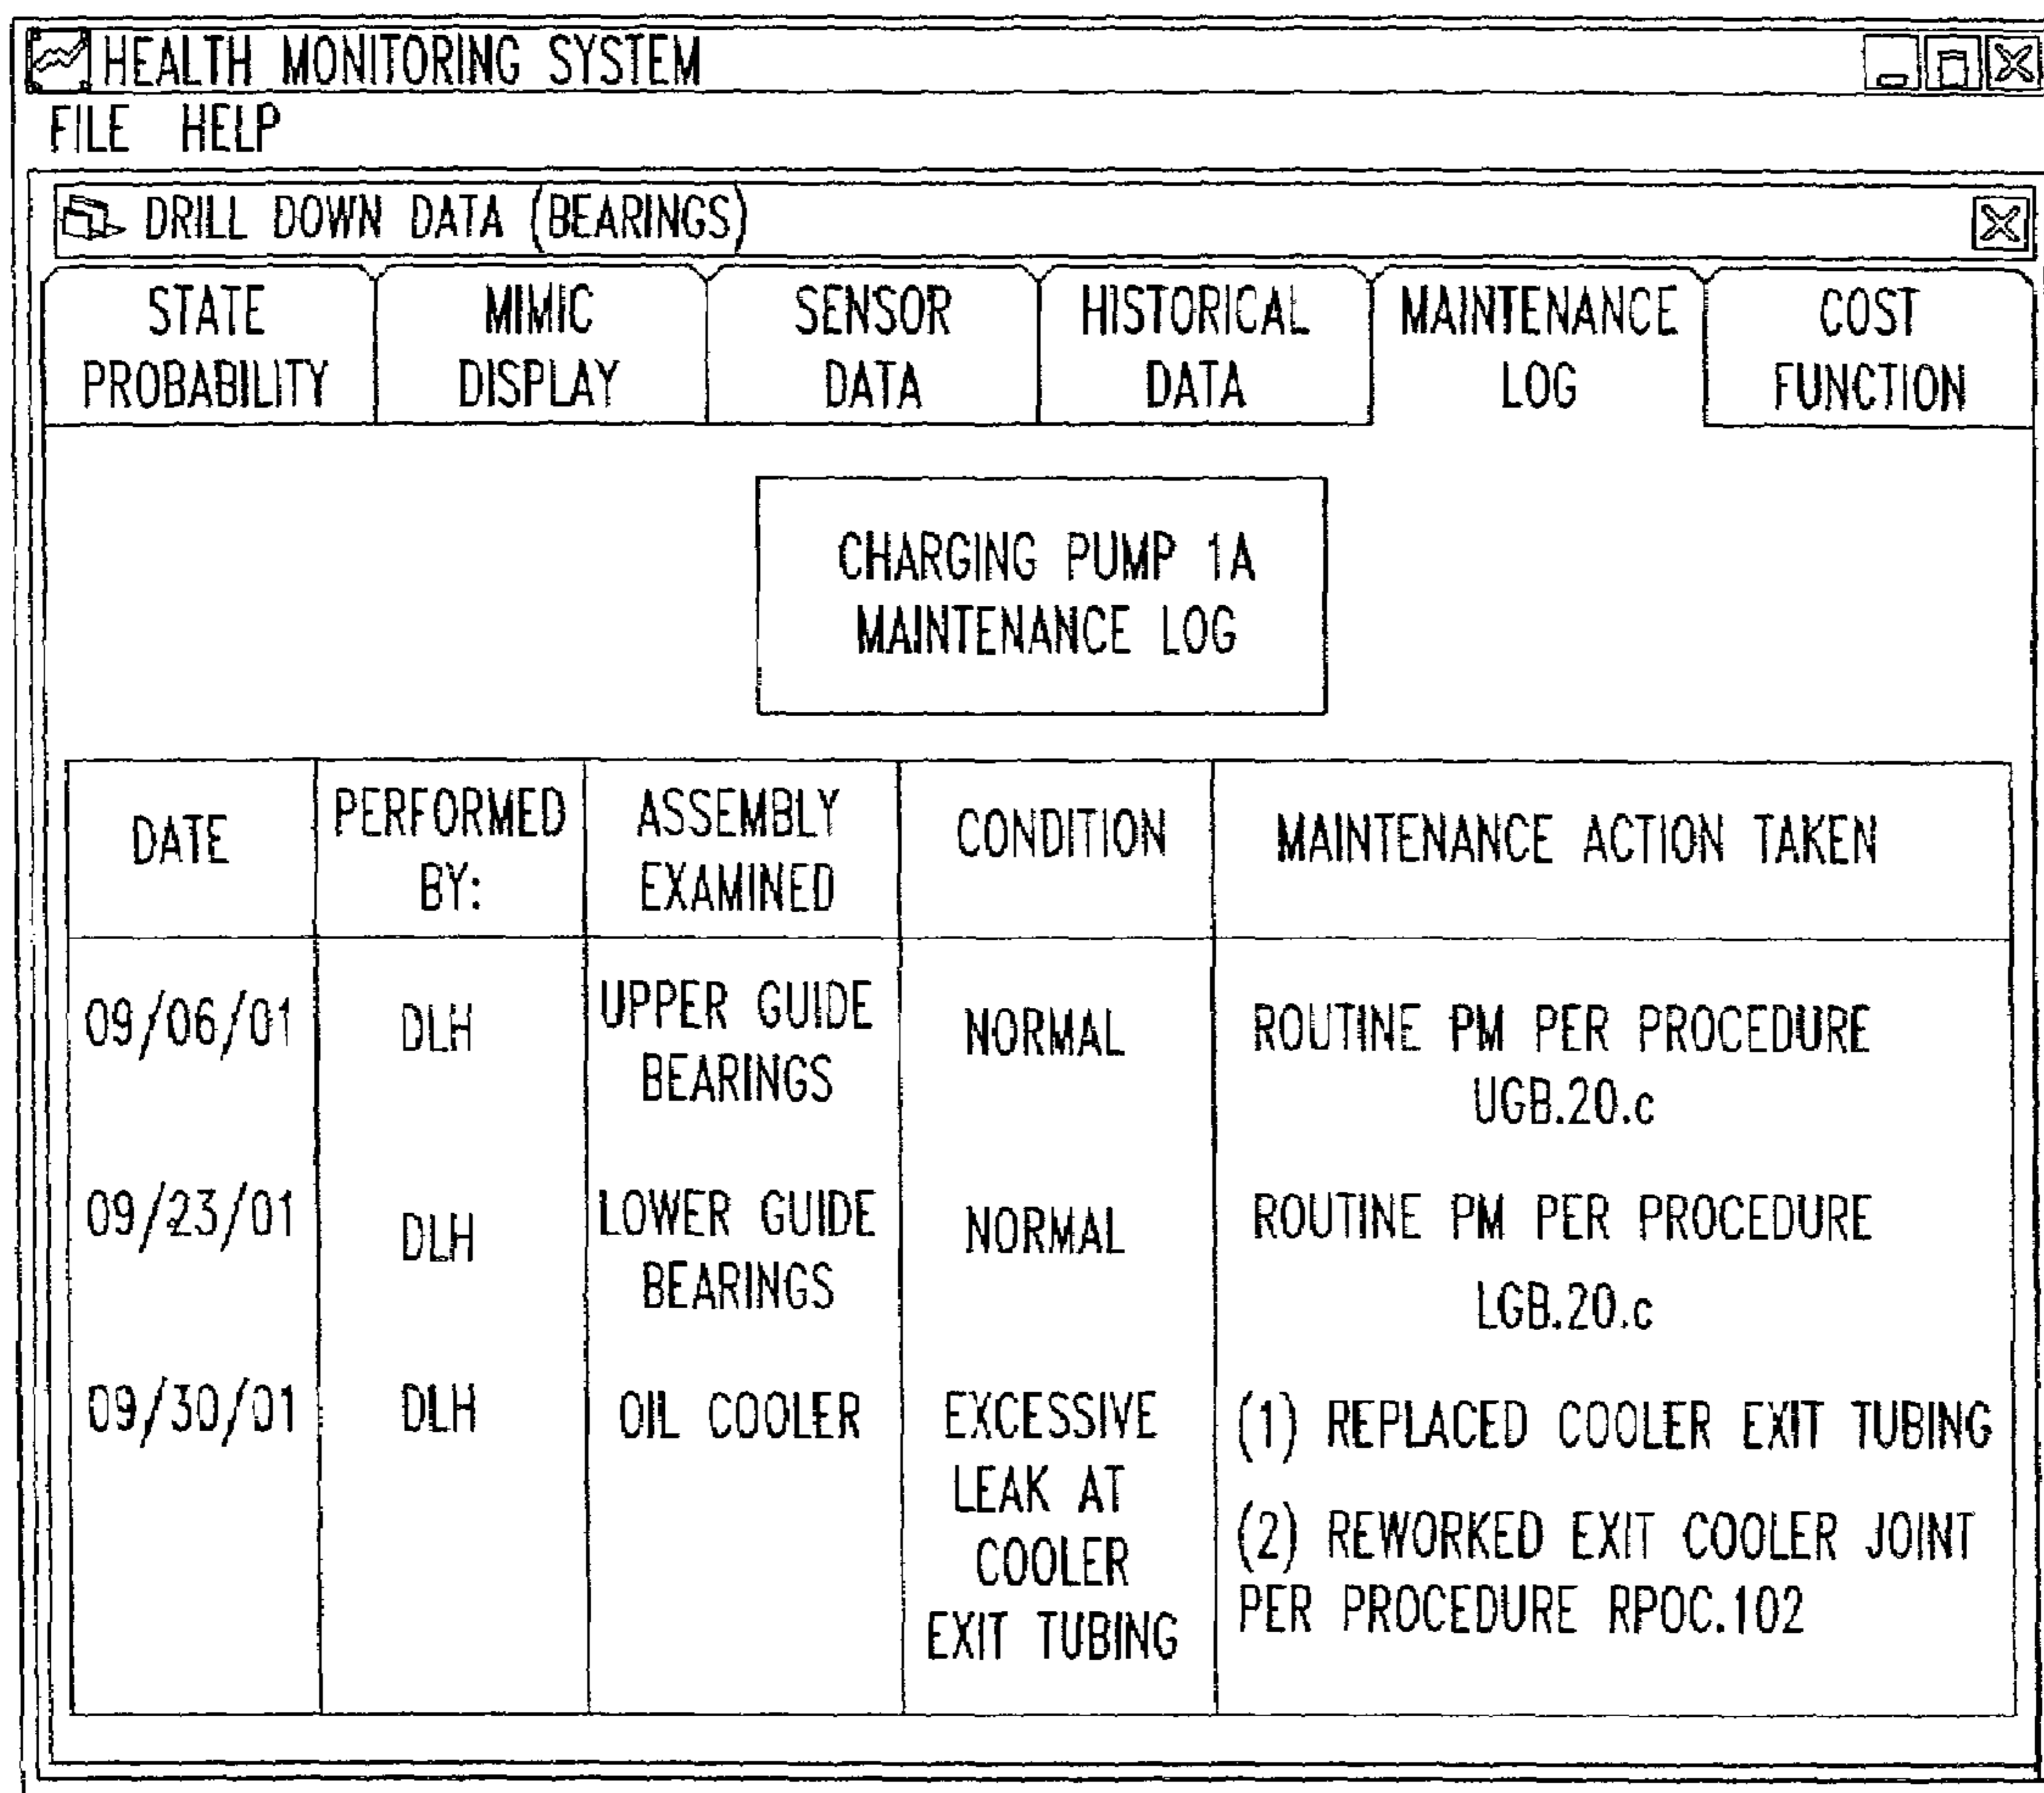 HEALTH MONITORING SYSTEM
FILE HELP
DRILL DOWN DATA (BEARINGS)
STATE PROBABILITY
MIMIC DISPLAY
SENSOR DATA
HISTORICAL DATA
MAINTENANCE LOG
COST FUNCTION
CHARGING PUMP 1A
MAINTENANCE LOG
DATE
PERFORMED BY:
ASSEMBLY EXAMINED
CONDITION
MAINTENANCE ACTION TAKEN
09/06/01
DLH
UPPER GUIDE
BEARINGS
NORMAL
ROUTINE PM PER PROCEDURE
UGB.20.c
09/23/01
DLH
LOWER GUIDE
BEARINGS
NORMAL
ROUTINE PM PER PROCEDURE
LGB.20.c
09/30/01
DLH
OIL COOLER
EXCESSIVE
LEAK AT
COOLER
EXIT TUBING
(1) REPLACED COOLER EXIT TUBING
(2) REWORKED EXIT COOLER JOINT
PER PROCEDURE RPOC.102